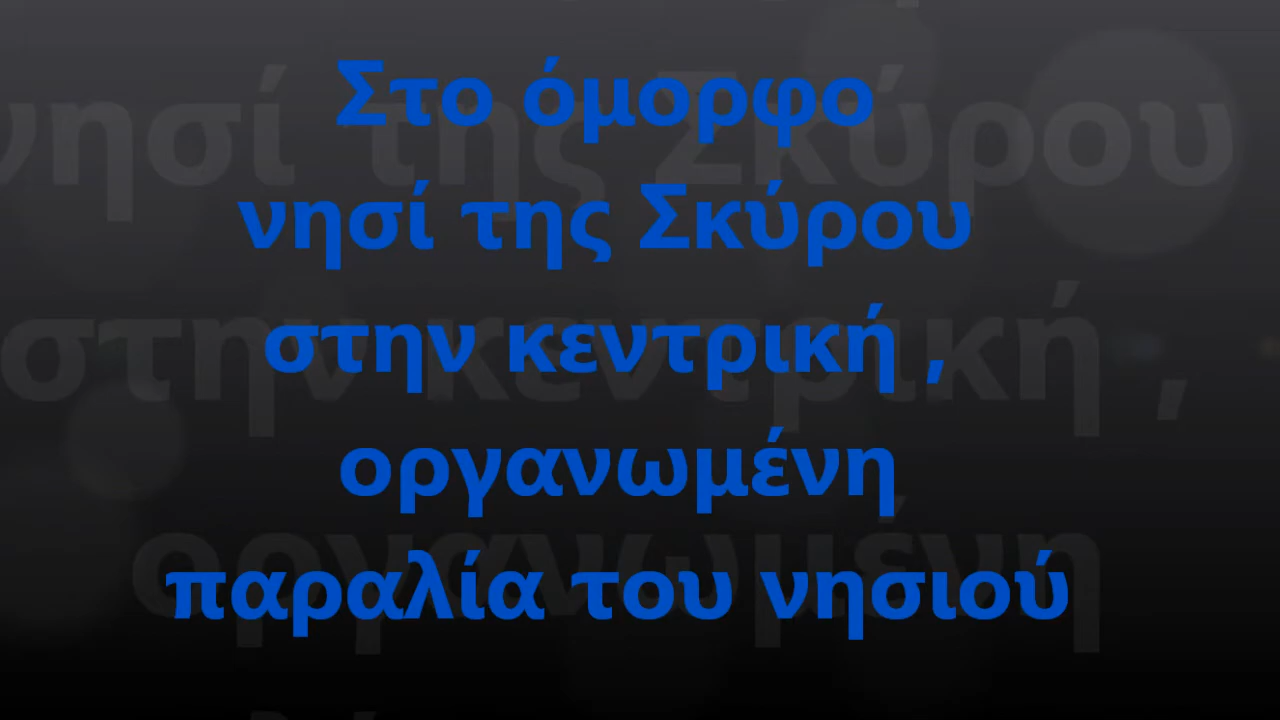 Στο όμορφο
νησί της Σκύρου
στην κεντρική ,
οργανωμένη
παραλία του νησιού